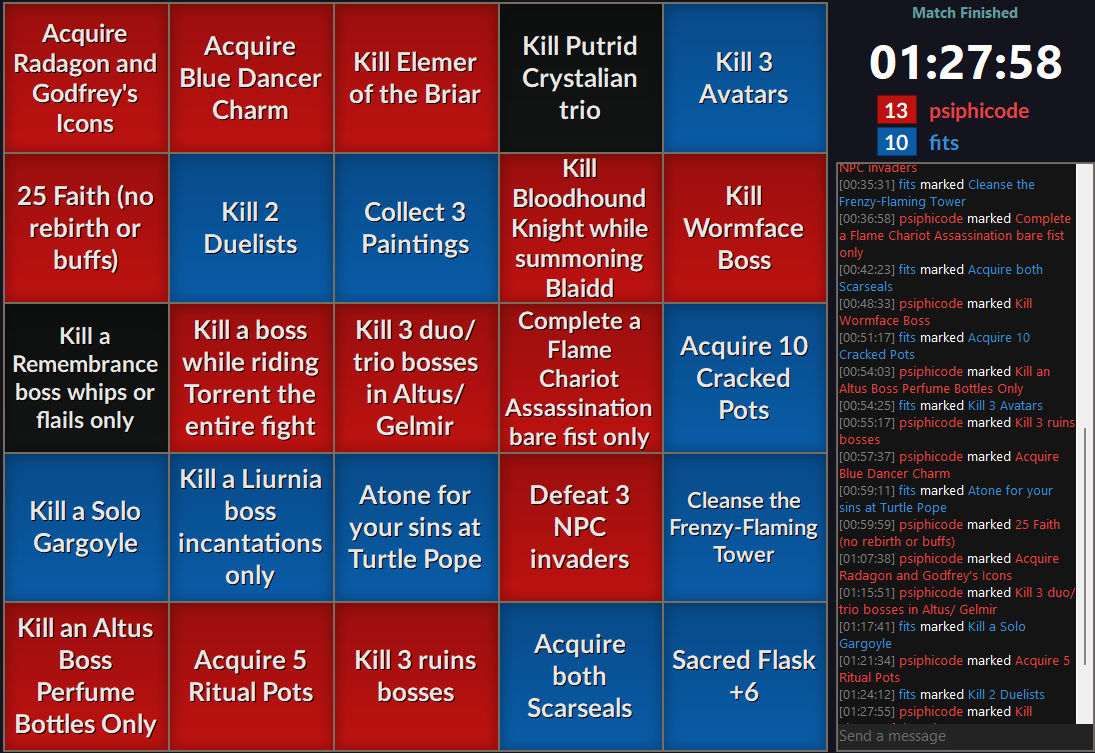 Acquire
Radagon and
Godfrey's
Icons
Acquire
Blue Dancer
Charm
Kill Elemer
of the Briar
Kill Putrid
Crystalian
trio
Kill 3
Avatars
25 Faith (no
rebirth or
buffs)
Kill 2
Duelists
Collect 3
Paintings
Kill
Bloodhound
Knight while
summoning
Blaidd
Kill
Wormface
Boss
Kill a
Remembrance
boss whips or
flails only
Kill a boss
while riding
Torrent the
entire fight
Kill 3 duo/
trio bosses
in Altus/
Gelmir
Complete a
Flame
Chariot
Assassination
bare fist only
Acquire 10
Cracked
Pots
Kill a Solo
Gargoyle
Kill a Liurnia
boss
incantations
only
Atone for
your sins at
Turtle Pope
Defeat 3
NPC
invaders
Cleanse the
Frenzy-Flaming
Tower
Kill an Altus
Boss
Perfume
Bottles Only
Acquire 5
Ritual Pots
Kill 3 ruins
bosses
Acquire
both
Scarseals
Sacred Flask
+6
Match Finished
01:27:58
13 psiphicode
10 fits
NPC invaders
[00:35:31] fits marked Cleanse the
Frenzy-Flaming Tower
[00:36:58] psiphicode marked Complete
a Flame Chariot Assassination bare fist
only
[00:42:23] fits marked Acquire both
Scarseals
[00:48:33] psiphicode marked Kill
Wormface Boss
[00:51:17] fits marked Acquire 10
Cracked Pots
[00:54:03] psiphicode marked Kill an
Altus Boss Perfume Bottles Only
[00:54:25] fits marked Kill 3 Avatars
[00:55:17] psiphicode marked Kill 3 ruins
bosses
[00:57:37] psiphicode marked Acquire
Blue Dancer Charm
[00:59:11] fits marked Atone for your
sins at Turtle Pope
[00:59:59] psiphicode marked 25 Faith
(no rebirth or buffs)
[01:07:38] psiphicode marked Acquire
Radagon and Godfrey's Icons
[01:15:51] psiphicode marked Kill 3 duo/
trio bosses in Altus/ Gelmir
[01:17:41] fits marked Kill a Solo
Gargoyle
[01:21:34] psiphicode marked Acquire 5
Ritual Pots
[01:24:12] fits marked Kill 2 Duelists
[01:27:55] psiphicode marked Kill
Send a message